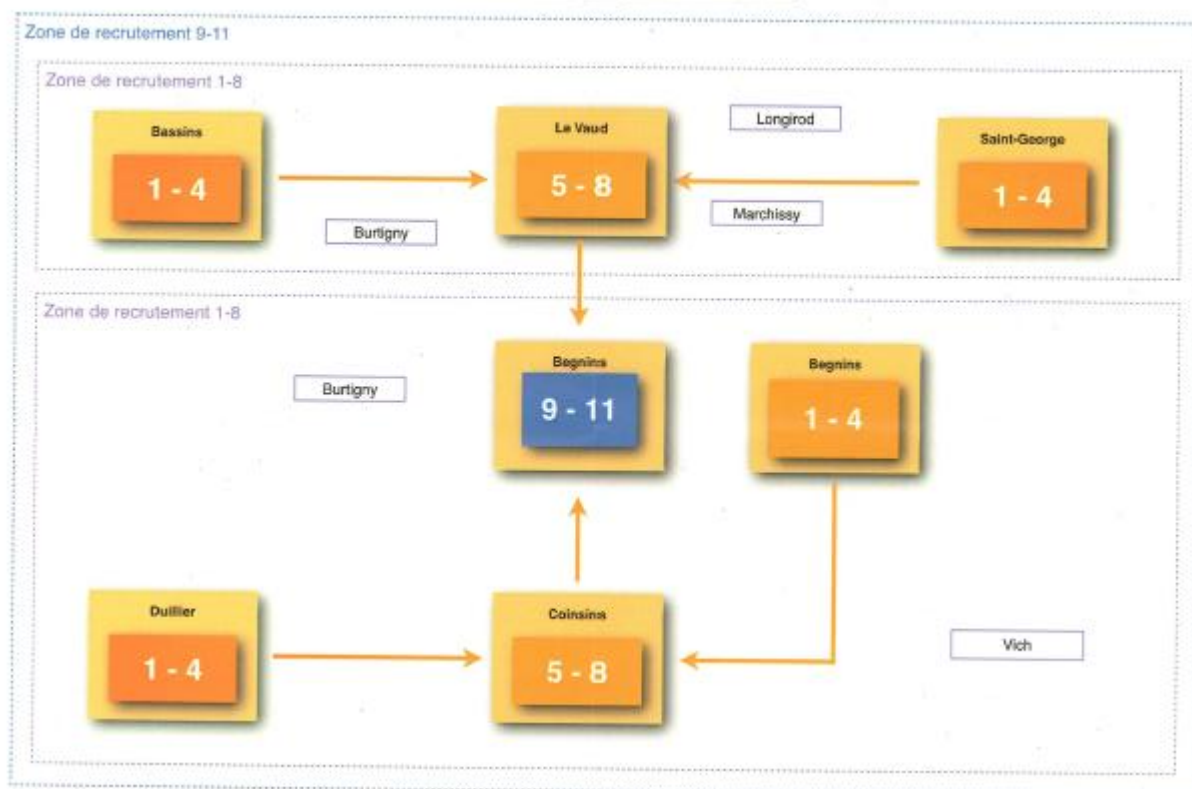 Zone de recrutement 9-11
Zone de recrutement 1-8
Bassins
1 - 4
Burtigny
Le Vaud
5 - 8
Longirod
Marchissy
Saint-George
1 - 4
Zone de recrutement 1-8
Burtigny
Begnins
9 - 11
Begnins
1 - 4
Duillier
1 - 4
Coinsins
5 - 8
Vich